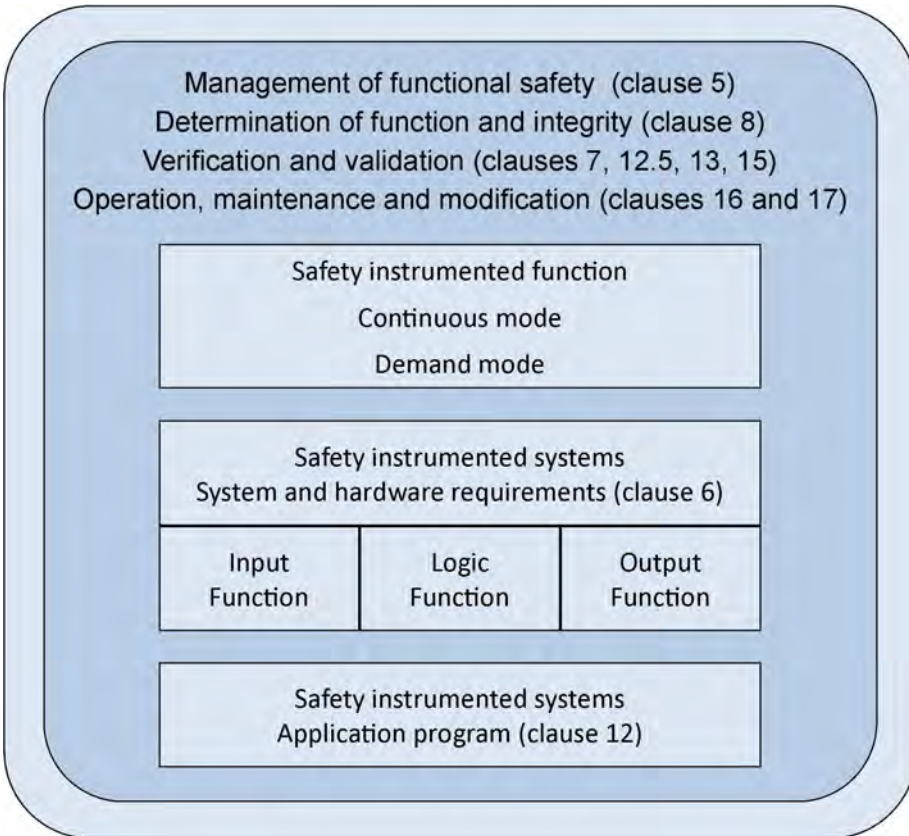 Management of functional safety (clause 5)
Determination of function and integrity (clause 8)
Verification and validation (clauses 7, 12.5, 13, 15)
Operation, maintenance and modification (clauses 16 and 17)
Safety instrumented function
Continuous mode
Demand mode
Safety instrumented systems
System and hardware requirements (clause 6)
Input
Function
Logic
Function
Output
Function
Safety instrumented systems
Application program (clause 12)